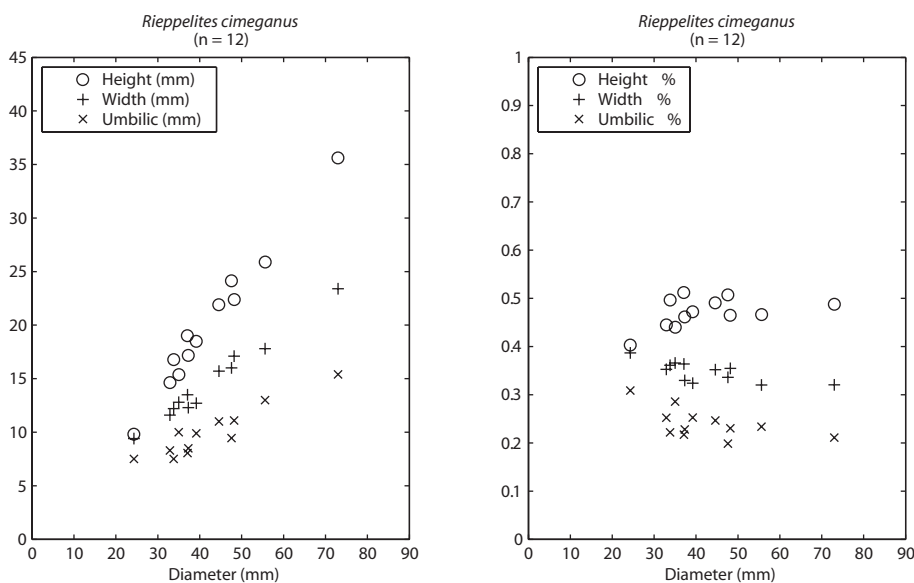 Rieppelites cimeganus
(n = 12)
45
40
35
30
25
20
15
10
5
0
Height (mm)
Width (mm)
Umbilic (mm)
0 10 20 30 40 50 60 70 80 90
Diameter (mm)
Rieppelites cimeganus
(n = 12)
1
0.9
0.8
0.7
0.6
0.5
0.4
0.3
0.2
0.1
0
Height %
Width %
Umbilic %
0 10 20 30 40 50 60 70 80 90
Diameter (mm)